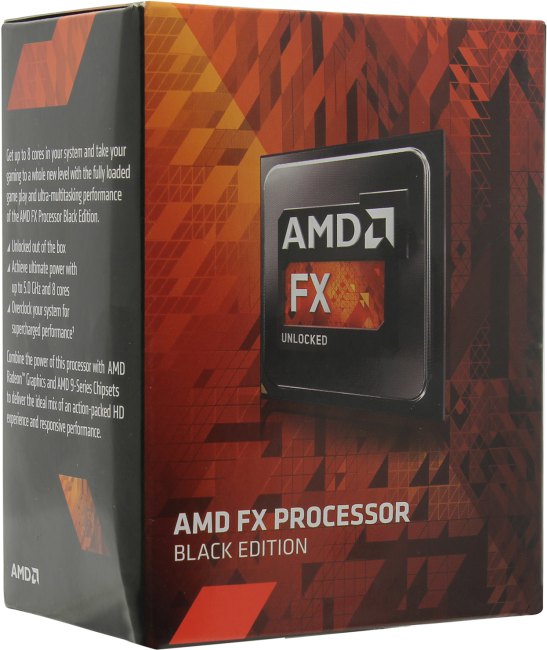 Get up to 8 cores in your system and take your
gaming to a whole new level with the fully loaded
game play and ultra-multitasking performance
of the AMD FX Processor Black Edition.
Unlocked out of the box
Achieve ultimate power with
up to 5.0 GHz and 8 cores
Overclock your system for
supercharged performance¹
Combine the power of this processor with AMD
Radeon™ Graphics and AMD 9-Series Chipsets
to deliver the ideal mix of an action-packed HD
experience and responsive performance.
AMD
AMD
FX
UNLOCKED
AMD FX PROCESSOR
BLACK EDITION